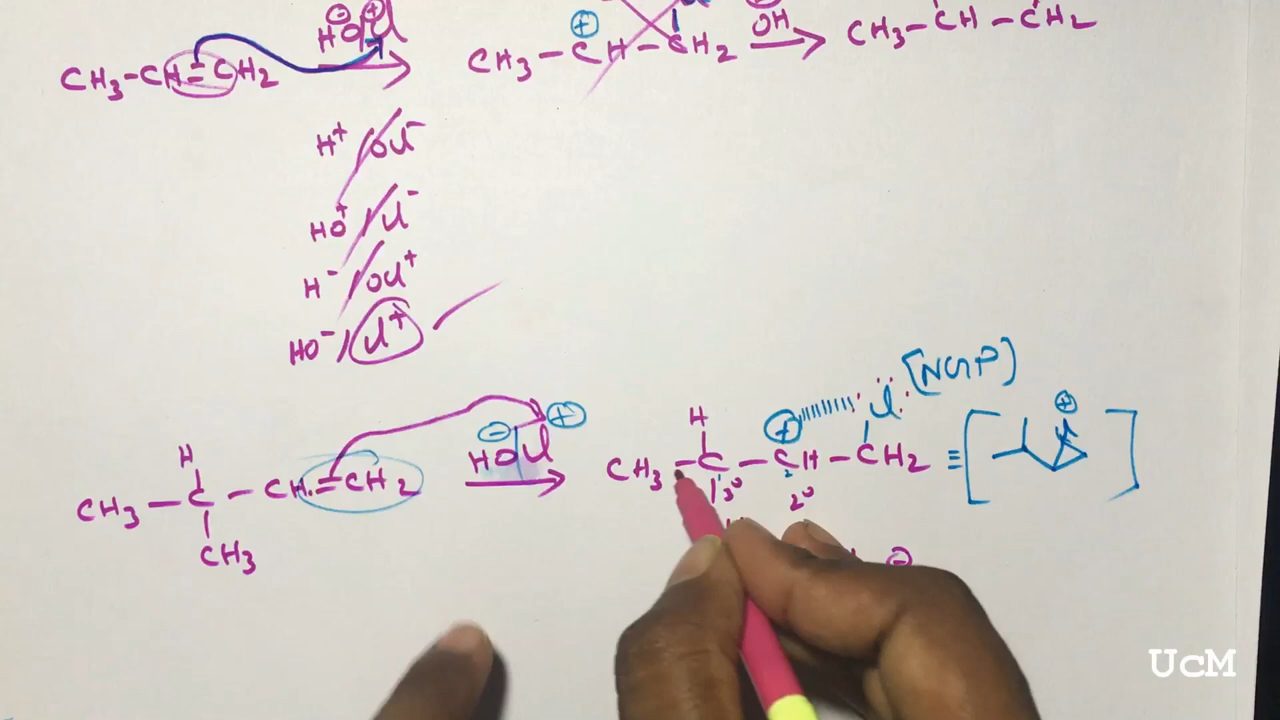 ⊖ ⊕
HOCl
CH3-CH=CH2 → CH3-CH-CH2 → CH3-CH-CH2
⊕
OH
H+/OCl-
HO+/Cl-
H-/OCl+
HO-/Cl+
[NGP]
H
CH3-C-CH=CH2
CH3
⊖ ⊕
HOCl
→
H ⊕ Cl
CH3-C-CH-CH2 ≡ [ ⊕ ]
3° 2°
⊖
UcM